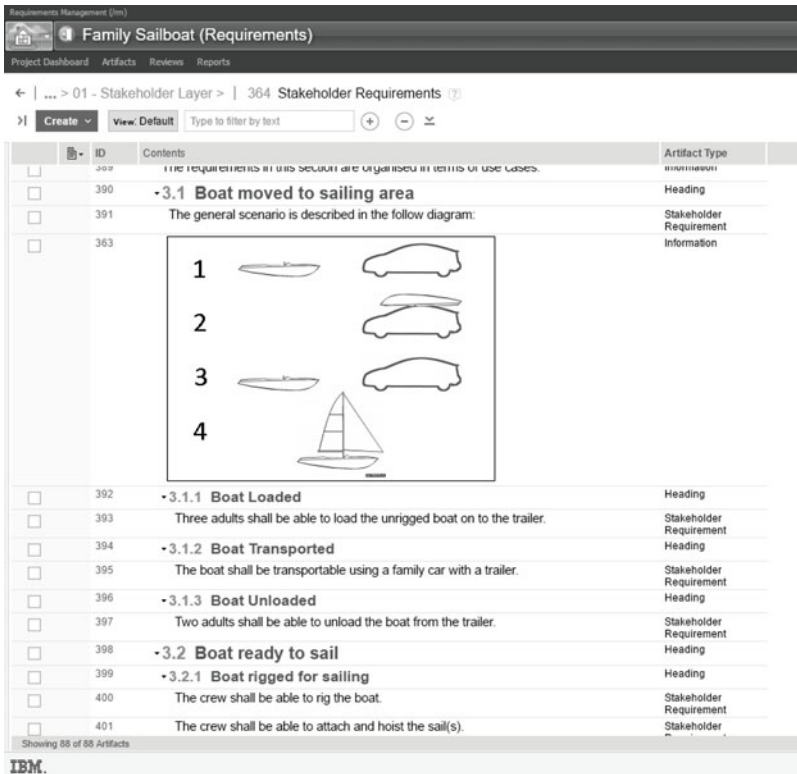 Requirements Management (/rm)
Family Sailboat (Requirements)
Project Dashboard Artifacts Reviews Reports
← | ... > 01 - Stakeholder Layer > | 364 Stakeholder Requirements ?
Create View: Default Type to filter by text
ID Contents Artifact Type
389 The requirements in this section are organised in terms of use cases. Information
390 3.1 Boat moved to sailing area Heading
391 The general scenario is described in the follow diagram: Stakeholder
Requirement
363 Information
1
2
3
4
392 3.1.1 Boat Loaded Heading
393 Three adults shall be able to load the unrigged boat on to the trailer. Stakeholder
Requirement
394 3.1.2 Boat Transported Heading
395 The boat shall be transportable using a family car with a trailer. Stakeholder
Requirement
396 3.1.3 Boat Unloaded Heading
397 Two adults shall be able to unload the boat from the trailer. Stakeholder
Requirement
398 3.2 Boat ready to sail Heading
399 3.2.1 Boat rigged for sailing Heading
400 The crew shall be able to rig the boat. Stakeholder
Requirement
401 The crew shall be able to attach and hoist the sail(s). Stakeholder
Showing 88 of 88 Artifacts
IBM.